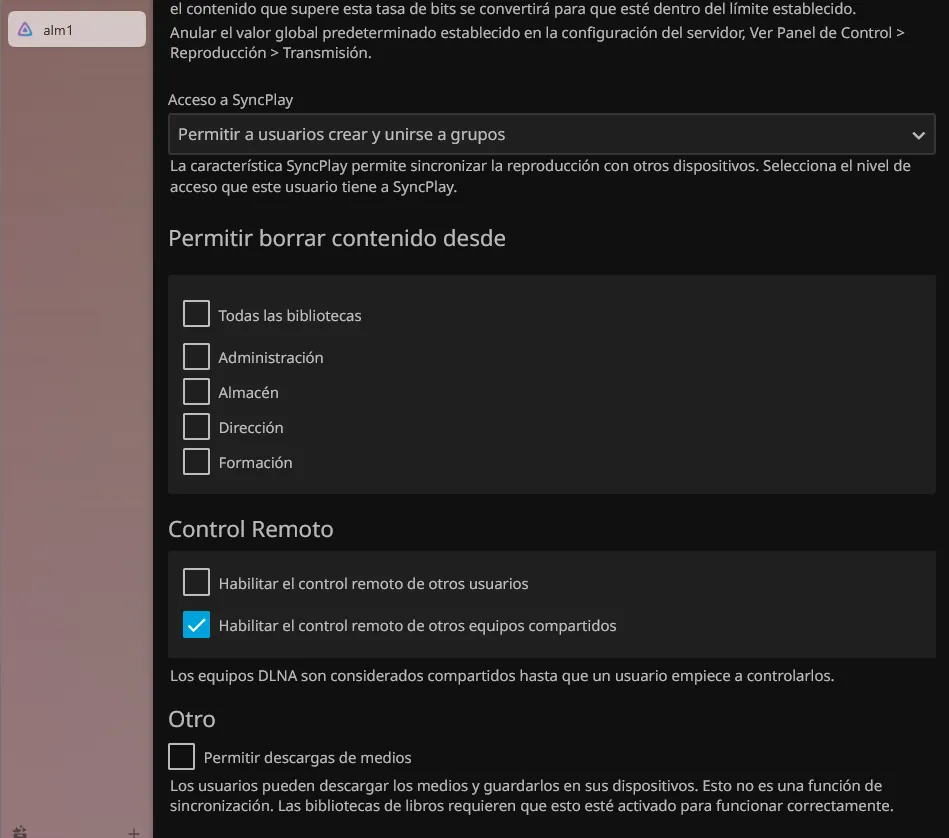 el contenido que supere esta tasa de bits se convertirá para que esté dentro del límite establecido.
alm1
Anular el valor global predeterminado establecido en la configuración del servidor, Ver Panel de Control >
Reproducción > Transmisión.
Acceso a SyncPlay
Permitir a usuarios crear y unirse a grupos
La característica SyncPlay permite sincronizar la reproducción con otros dispositivos. Selecciona el nivel de
acceso que este usuario tiene a SyncPlay.
Permitir borrar contenido desde
Todas las bibliotecas
Administración
Almacén
Dirección
Formación
Control Remoto
Habilitar el control remoto de otros usuarios
Habilitar el control remoto de otros equipos compartidos
Los equipos DLNA son considerados compartidos hasta que un usuario empiece a controlarlos.
Otro
Permitir descargas de medios
Los usuarios pueden descargar los medios y guardarlos en sus dispositivos. Esto no es una función de
sincronización. Las bibliotecas de libros requieren que esto esté activado para funcionar correctamente.